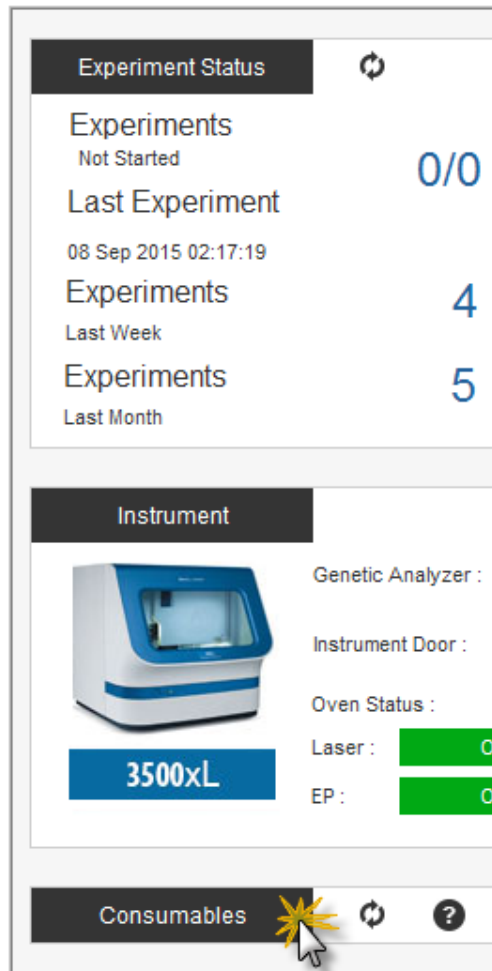 Experiment Status
Experiments
Not Started
0/0
Last Experiment
08 Sep 2015 02:17:19
Experiments
4
Last Week
Experiments
5
Last Month
Instrument
Genetic Analyzer :
Instrument Door :
Oven Status :
Laser :
EP :
3500xL
Consumables
?